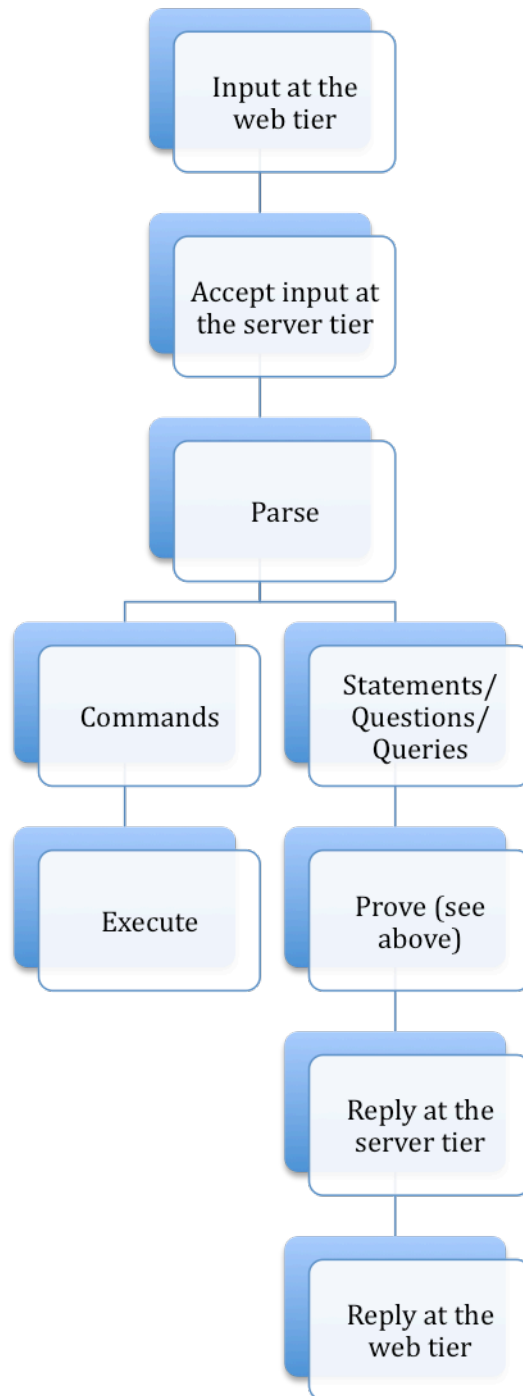 Input at the
web tier
Accept input at
the server tier
Parse
Commands
Statements/
Questions/
Queries
Execute
Prove (see
above)
Reply at the
server tier
Reply at the
web tier